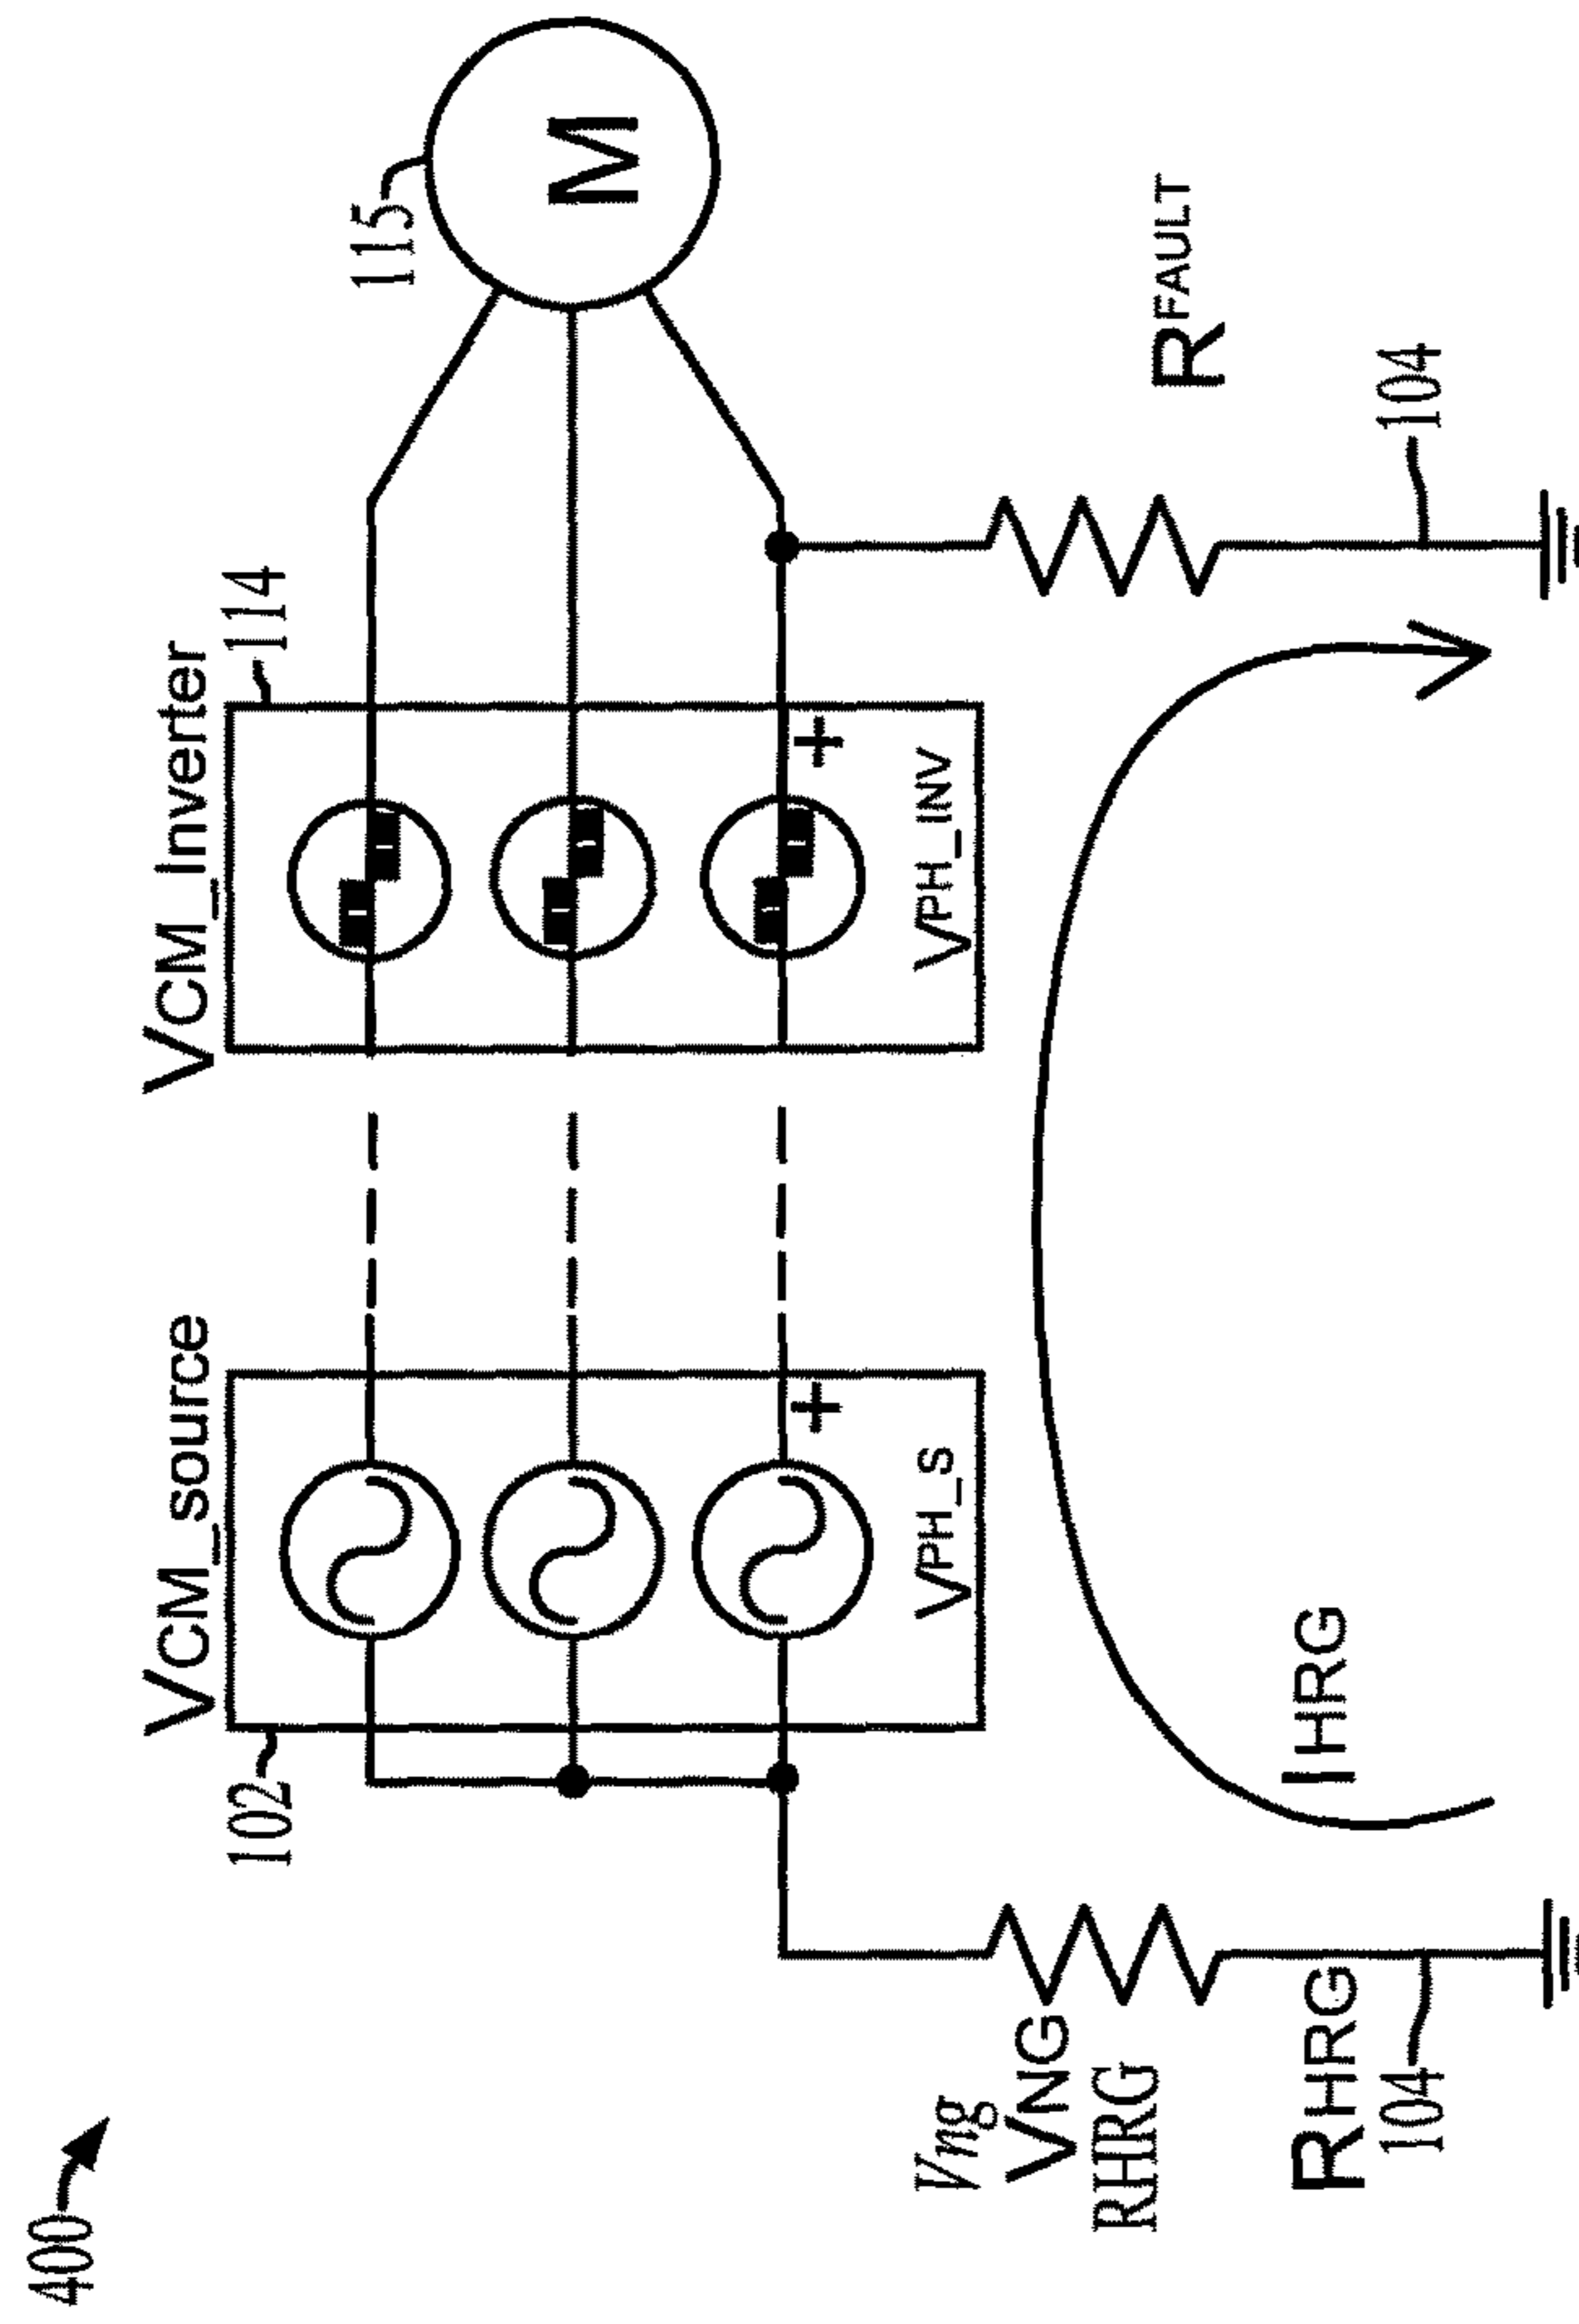 400
VCM_source
VCM_Inverter
102
114
115
M
VPH_S
+
VPH_INV
+
Vng
VNG
RHRG
RHRG
104
IHRG
RFAULT
104